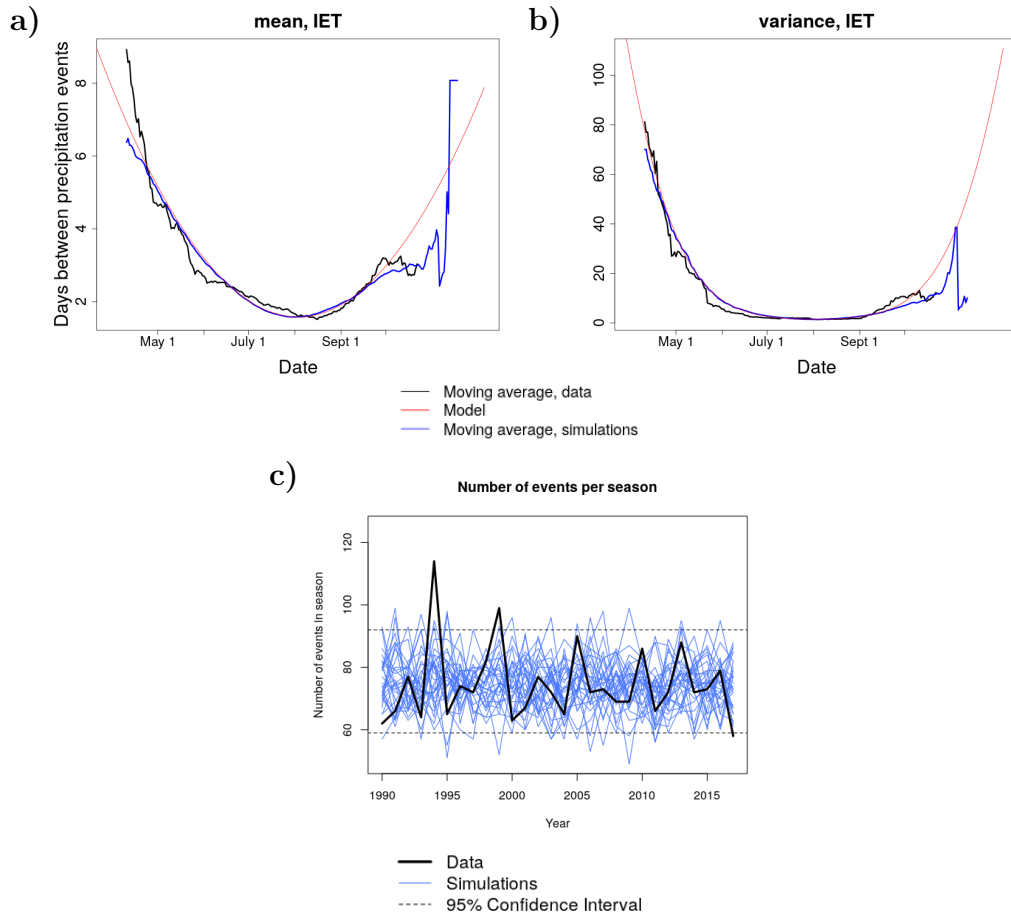 a)
mean, IET
Days between precipitation events
8
6
4
2
May 1
July 1
Sept 1
Date
b)
variance, IET
100
80
60
40
20
0
May 1
July 1
Sept 1
Date
Moving average, data
Model
Moving average, simulations
c)
Number of events per season
Number of events in season
120
100
80
60
1990
1995
2000
2005
2010
2015
Year
Data
Simulations
95% Confidence Interval